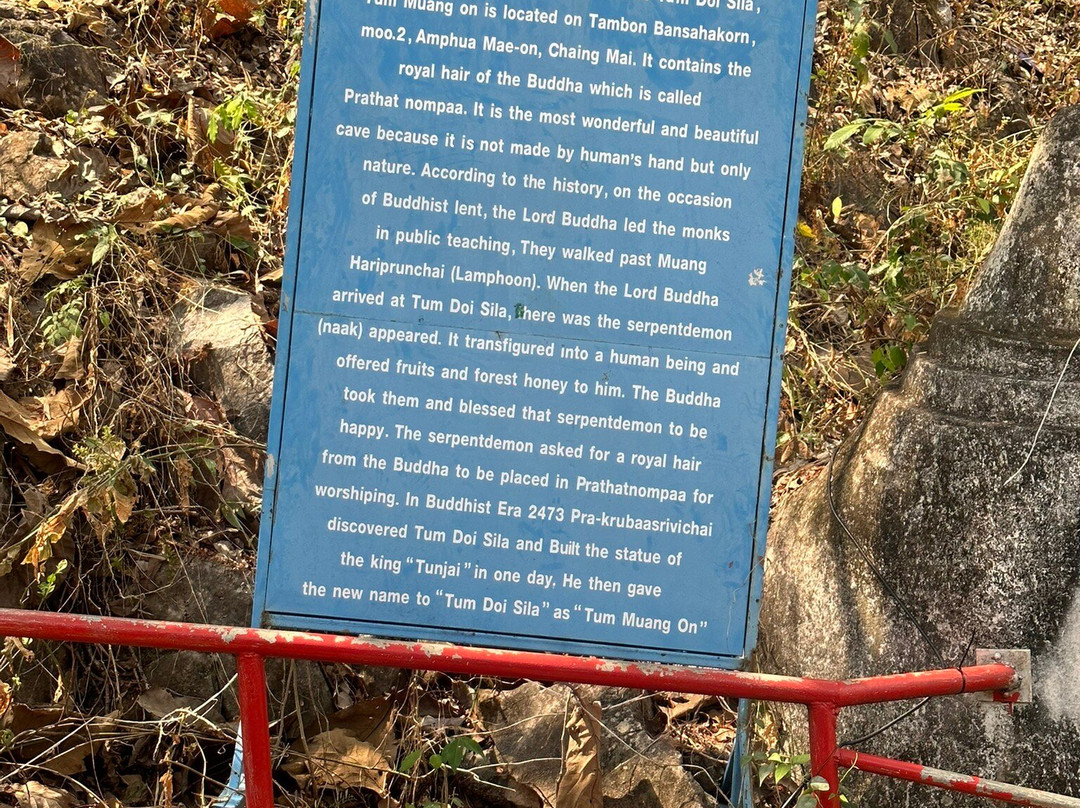 Tum Doi Sila,
Tum Muang on is located on Tambon Bansahakorn,
moo.2, Amphua Mae-on, Chaing Mai. It contains the
royal hair of the Buddha which is called
Prathat nompaa. It is the most wonderful and beautiful
cave because it is not made by human's hand but only
nature. According to the history, on the occasion
of Buddhist lent, the Lord Buddha led the monks
in public teaching, They walked past Muang
Hariprunchai (Lamphoon). When the Lord Buddha
arrived at Tum Doi Sila, there was the serpentdemon
(naak) appeared. It transfigured into a human being and
offered fruits and forest honey to him. The Buddha
took them and blessed that serpentdemon to be
happy. The serpentdemon asked for a royal hair
from the Buddha to be placed in Prathatnompaa for
worshiping. In Buddhist Era 2473 Pra-krubaasrivichai
discovered Tum Doi Sila and Built the statue of
the king "Tunjai" in one day, He then gave
the new name to "Tum Doi Sila" as "Tum Muang On"